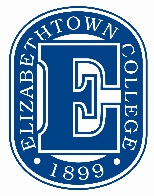 ELIZABETHTOWN COLLEGE
E
· 1899 ·